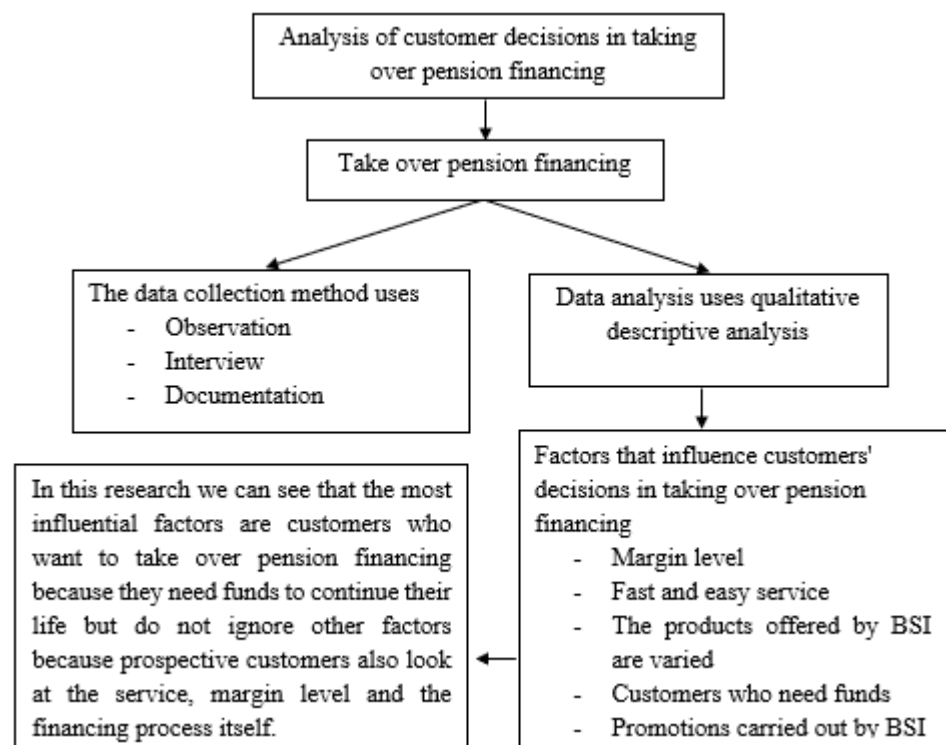 Analysis of customer decisions in taking
over pension financing
Take over pension financing
The data collection method uses
- Observation
- Interview
- Documentation
Data analysis uses qualitative
descriptive analysis
Factors that influence customers'
decisions in taking over pension
financing
- Margin level
- Fast and easy service
- The products offered by BSI
are varied
- Customers who need funds
- Promotions carried out by BSI
In this research we can see that the most
influential factors are customers who
want to take over pension financing
because they need funds to continue their
life but do not ignore other factors
because prospective customers also look
at the service, margin level and the
financing process itself.